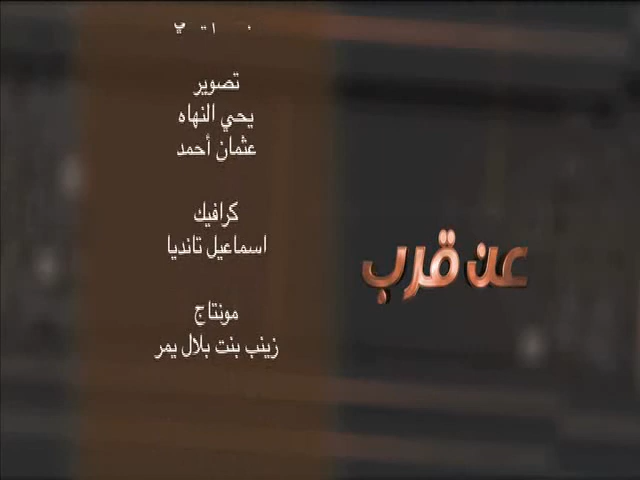 تصوير
يحي النهاه
عثمان أحمد
كرافيك
اسماعيل تانديا
مونتاج
زينب بنت بلال يمر
عن قرب